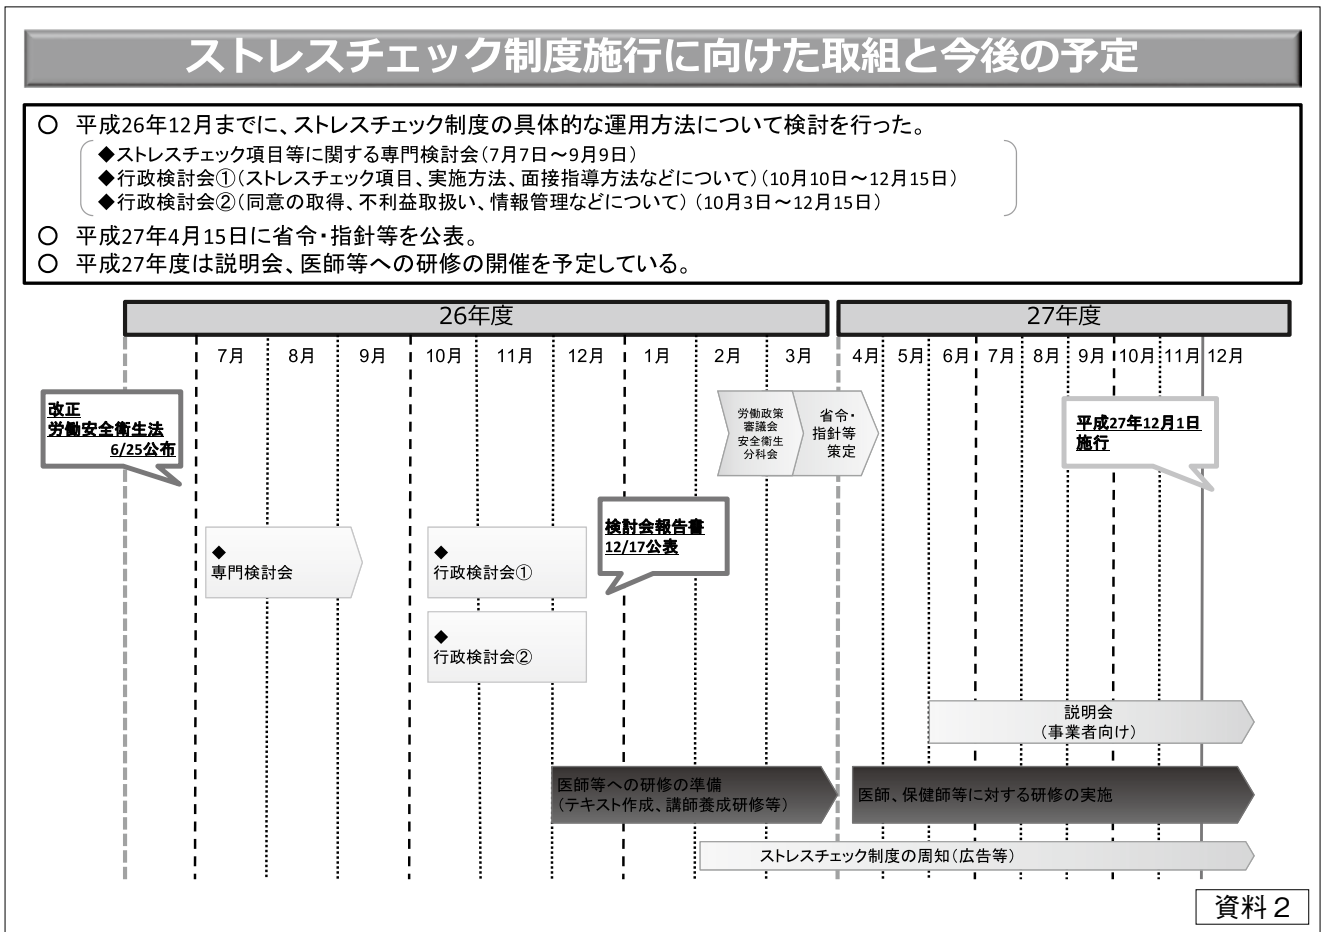 ストレスチェック制度施行に向けた取組と今後の予定
○ 平成26年12月までに、ストレスチェック制度の具体的な運用方法について検討を行った。
◆ストレスチェック項目等に関する専門検討会(7月7日～9月9日)
◆行政検討会①(ストレスチェック項目、実施方法、面接指導方法などについて)(10月10日～12月15日)
◆行政検討会②(同意の取得、不利益取扱い、情報管理などについて) (10月3日～12月15日)
○ 平成27年4月15日に省令・指針等を公表。
○ 平成27年度は説明会、医師等への研修の開催を予定している。
26年度 27年度
7月 8月 9月 10月 11月 12月 1月 2月 3月 4月 5月 6月 7月 8月 9月 10月 11月 12月
改正
労働安全衛生法
6/25公布
労働政策
審議会
安全衛生
分科会
省令・
指針等
策定
平成27年12月1日
施行
検討会報告書
12/17公表
◆
専門検討会
◆
行政検討会①
◆
行政検討会②
説明会
(事業者向け)
医師等への研修の準備
(テキスト作成、講師養成研修等)
医師、保健師等に対する研修の実施
ストレスチェック制度の周知(広告等)
資料２